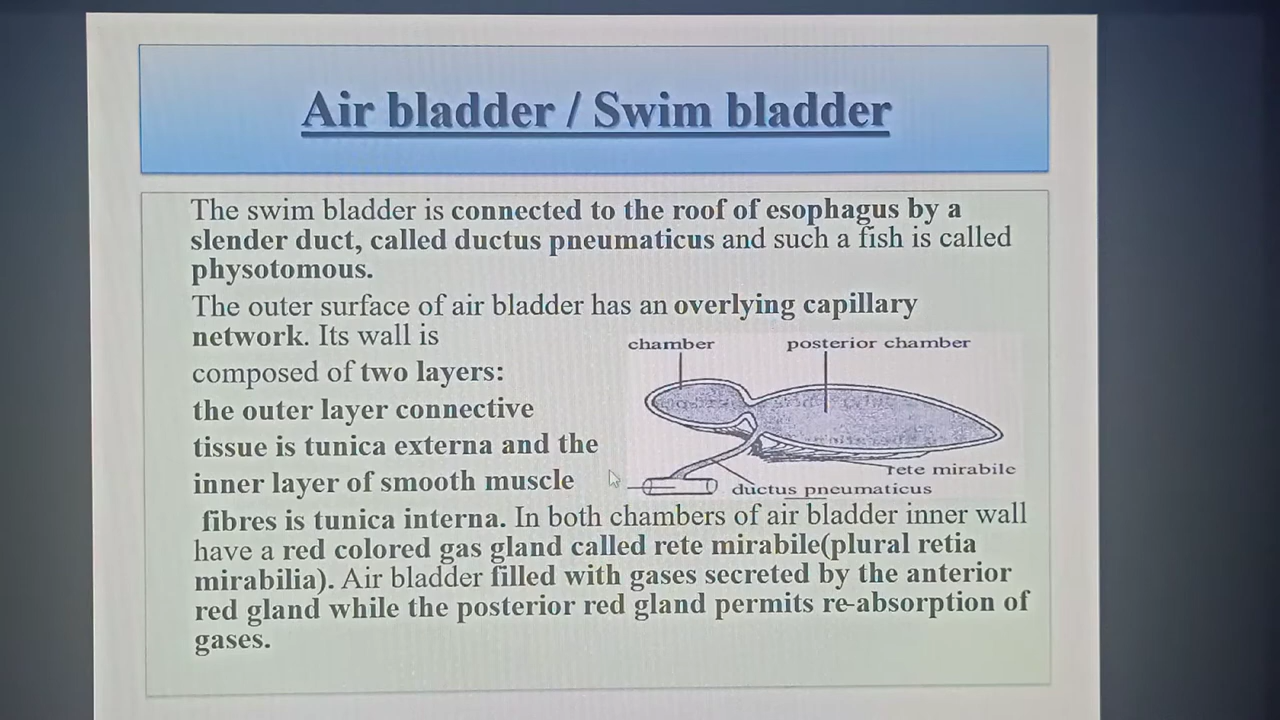 Air bladder / Swim bladder
The swim bladder is connected to the roof of esophagus by a
slender duct, called ductus pneumaticus and such a fish is called
physotomous.
The outer surface of air bladder has an overlying capillary
network. Its wall is
composed of two layers:
the outer layer connective
tissue is tunica externa and the
inner layer of smooth muscle
chamber
posterior chamber
rete mirabile
ductus pneumaticus
fibres is tunica interna. In both chambers of air bladder inner wall
have a red colored gas gland called rete mirabile(plural retia
mirabilia). Air bladder filled with gases secreted by the anterior
red gland while the posterior red gland permits re-absorption of
gases.